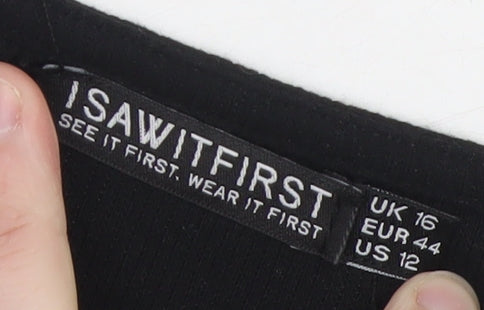 ISAWITFIRST
SEE IT FIRST. WEAR IT FIRST
UK 16
EUR 44
US 12